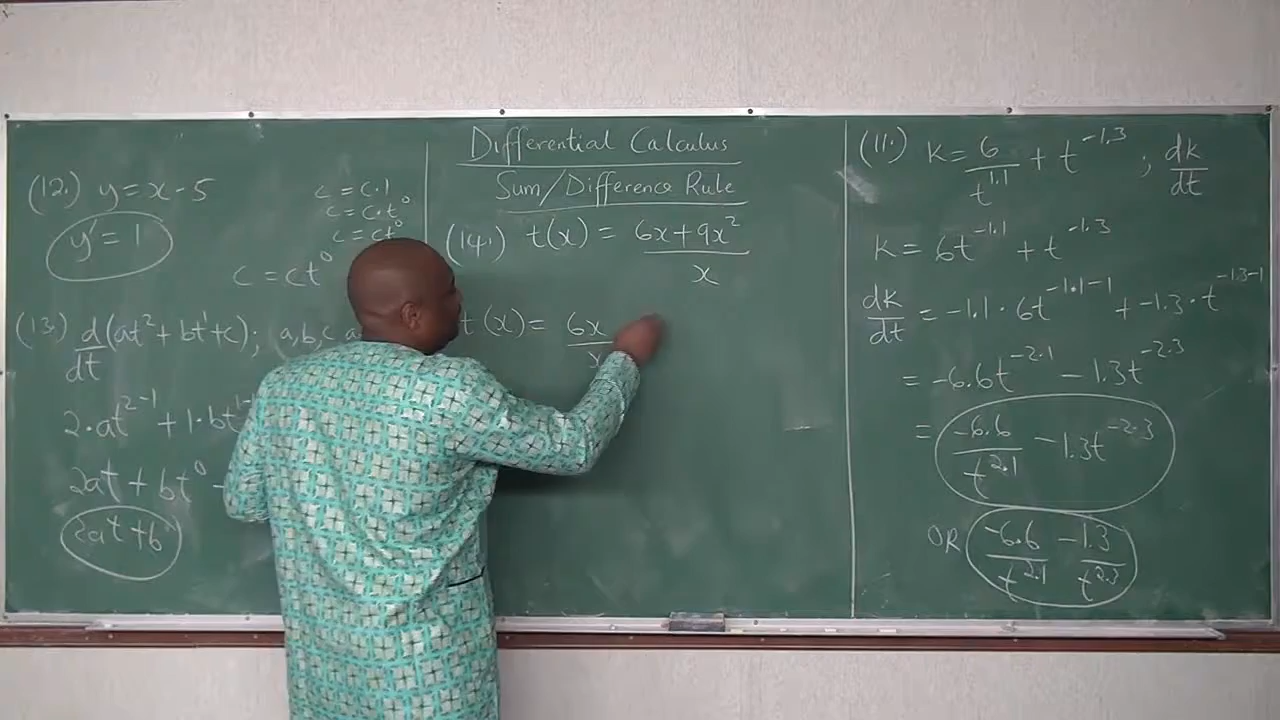 Differential Calculus
Sum/Difference Rule
(12.) y = x - 5
y' = 1
c = c·1
c = c·t⁰
c = ct⁰
c = ct⁰
(13.) d/dt (at² + bt¹ + c); a, b, c
2·at²⁻¹ + 1·bt¹⁻
2at + bt⁰ -
2at + b
(14.) t(x) = (6x + 9x²)/x
t(x) = 6x/x
(11.) K = 6/t^1.1 + t^-1.3 ; dk/dt
K = 6t^-1.1 + t^-1.3
dk/dt = -1.1 · 6t^-1.1-1 + -1.3 · t^-1.3-1
= -6.6t^-2.1 - 1.3t^-2.3
= -6.6/t^2.1 - 1.3t^-2.3
OR -6.6/t^2.1 - 1.3/t^2.3